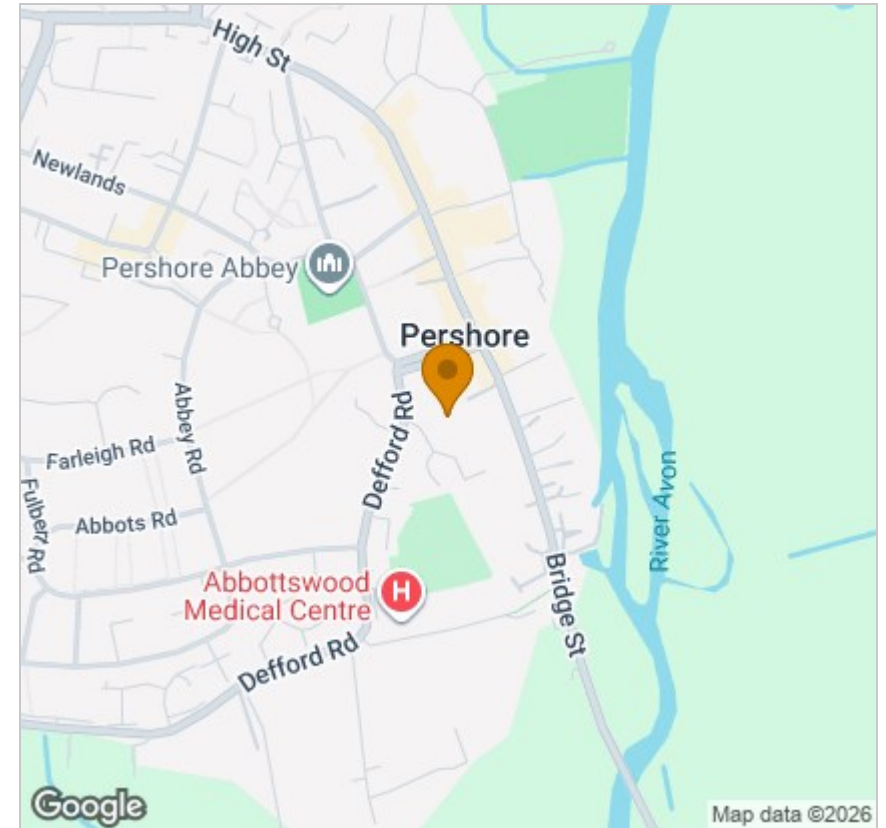 High St
Newlands
Pershore Abbey
Pershore
Abbey Rd
Defford Rd
Farleigh Rd
Fulbert Rd
Abbots Rd
River Avon
Abbottswood
Medical Centre
H
Bridge St
Defford Rd
Google
Map data ©2026